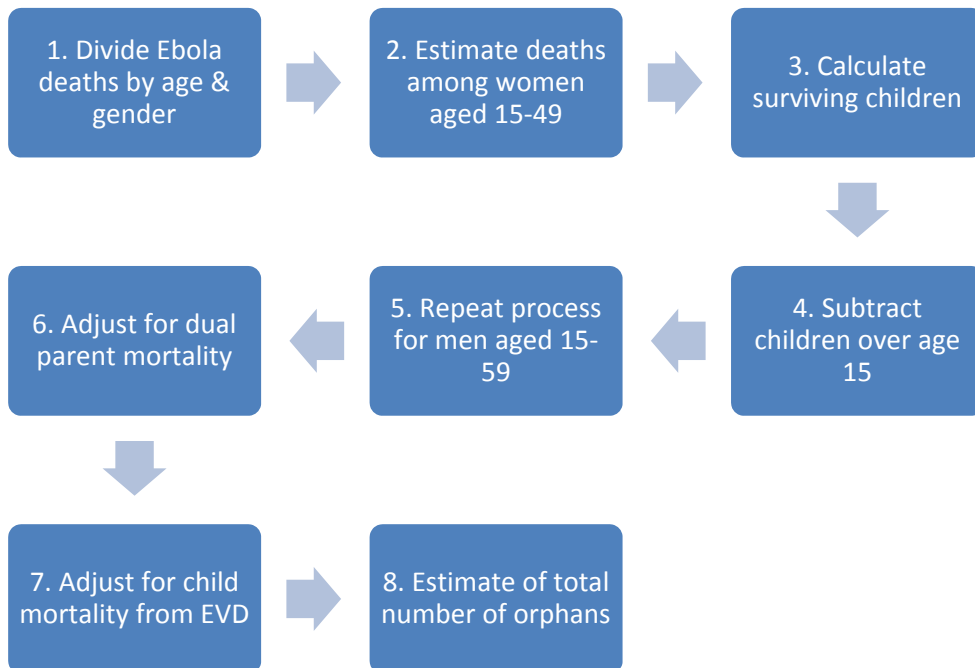 1. Divide Ebola
deaths by age &
gender
2. Estimate deaths
among women
aged 15-49
3. Calculate
surviving children
4. Subtract
children over age
15
5. Repeat process
for men aged 15-
59
6. Adjust for dual
parent mortality
7. Adjust for child
mortality from EVD
8. Estimate of total
number of orphans